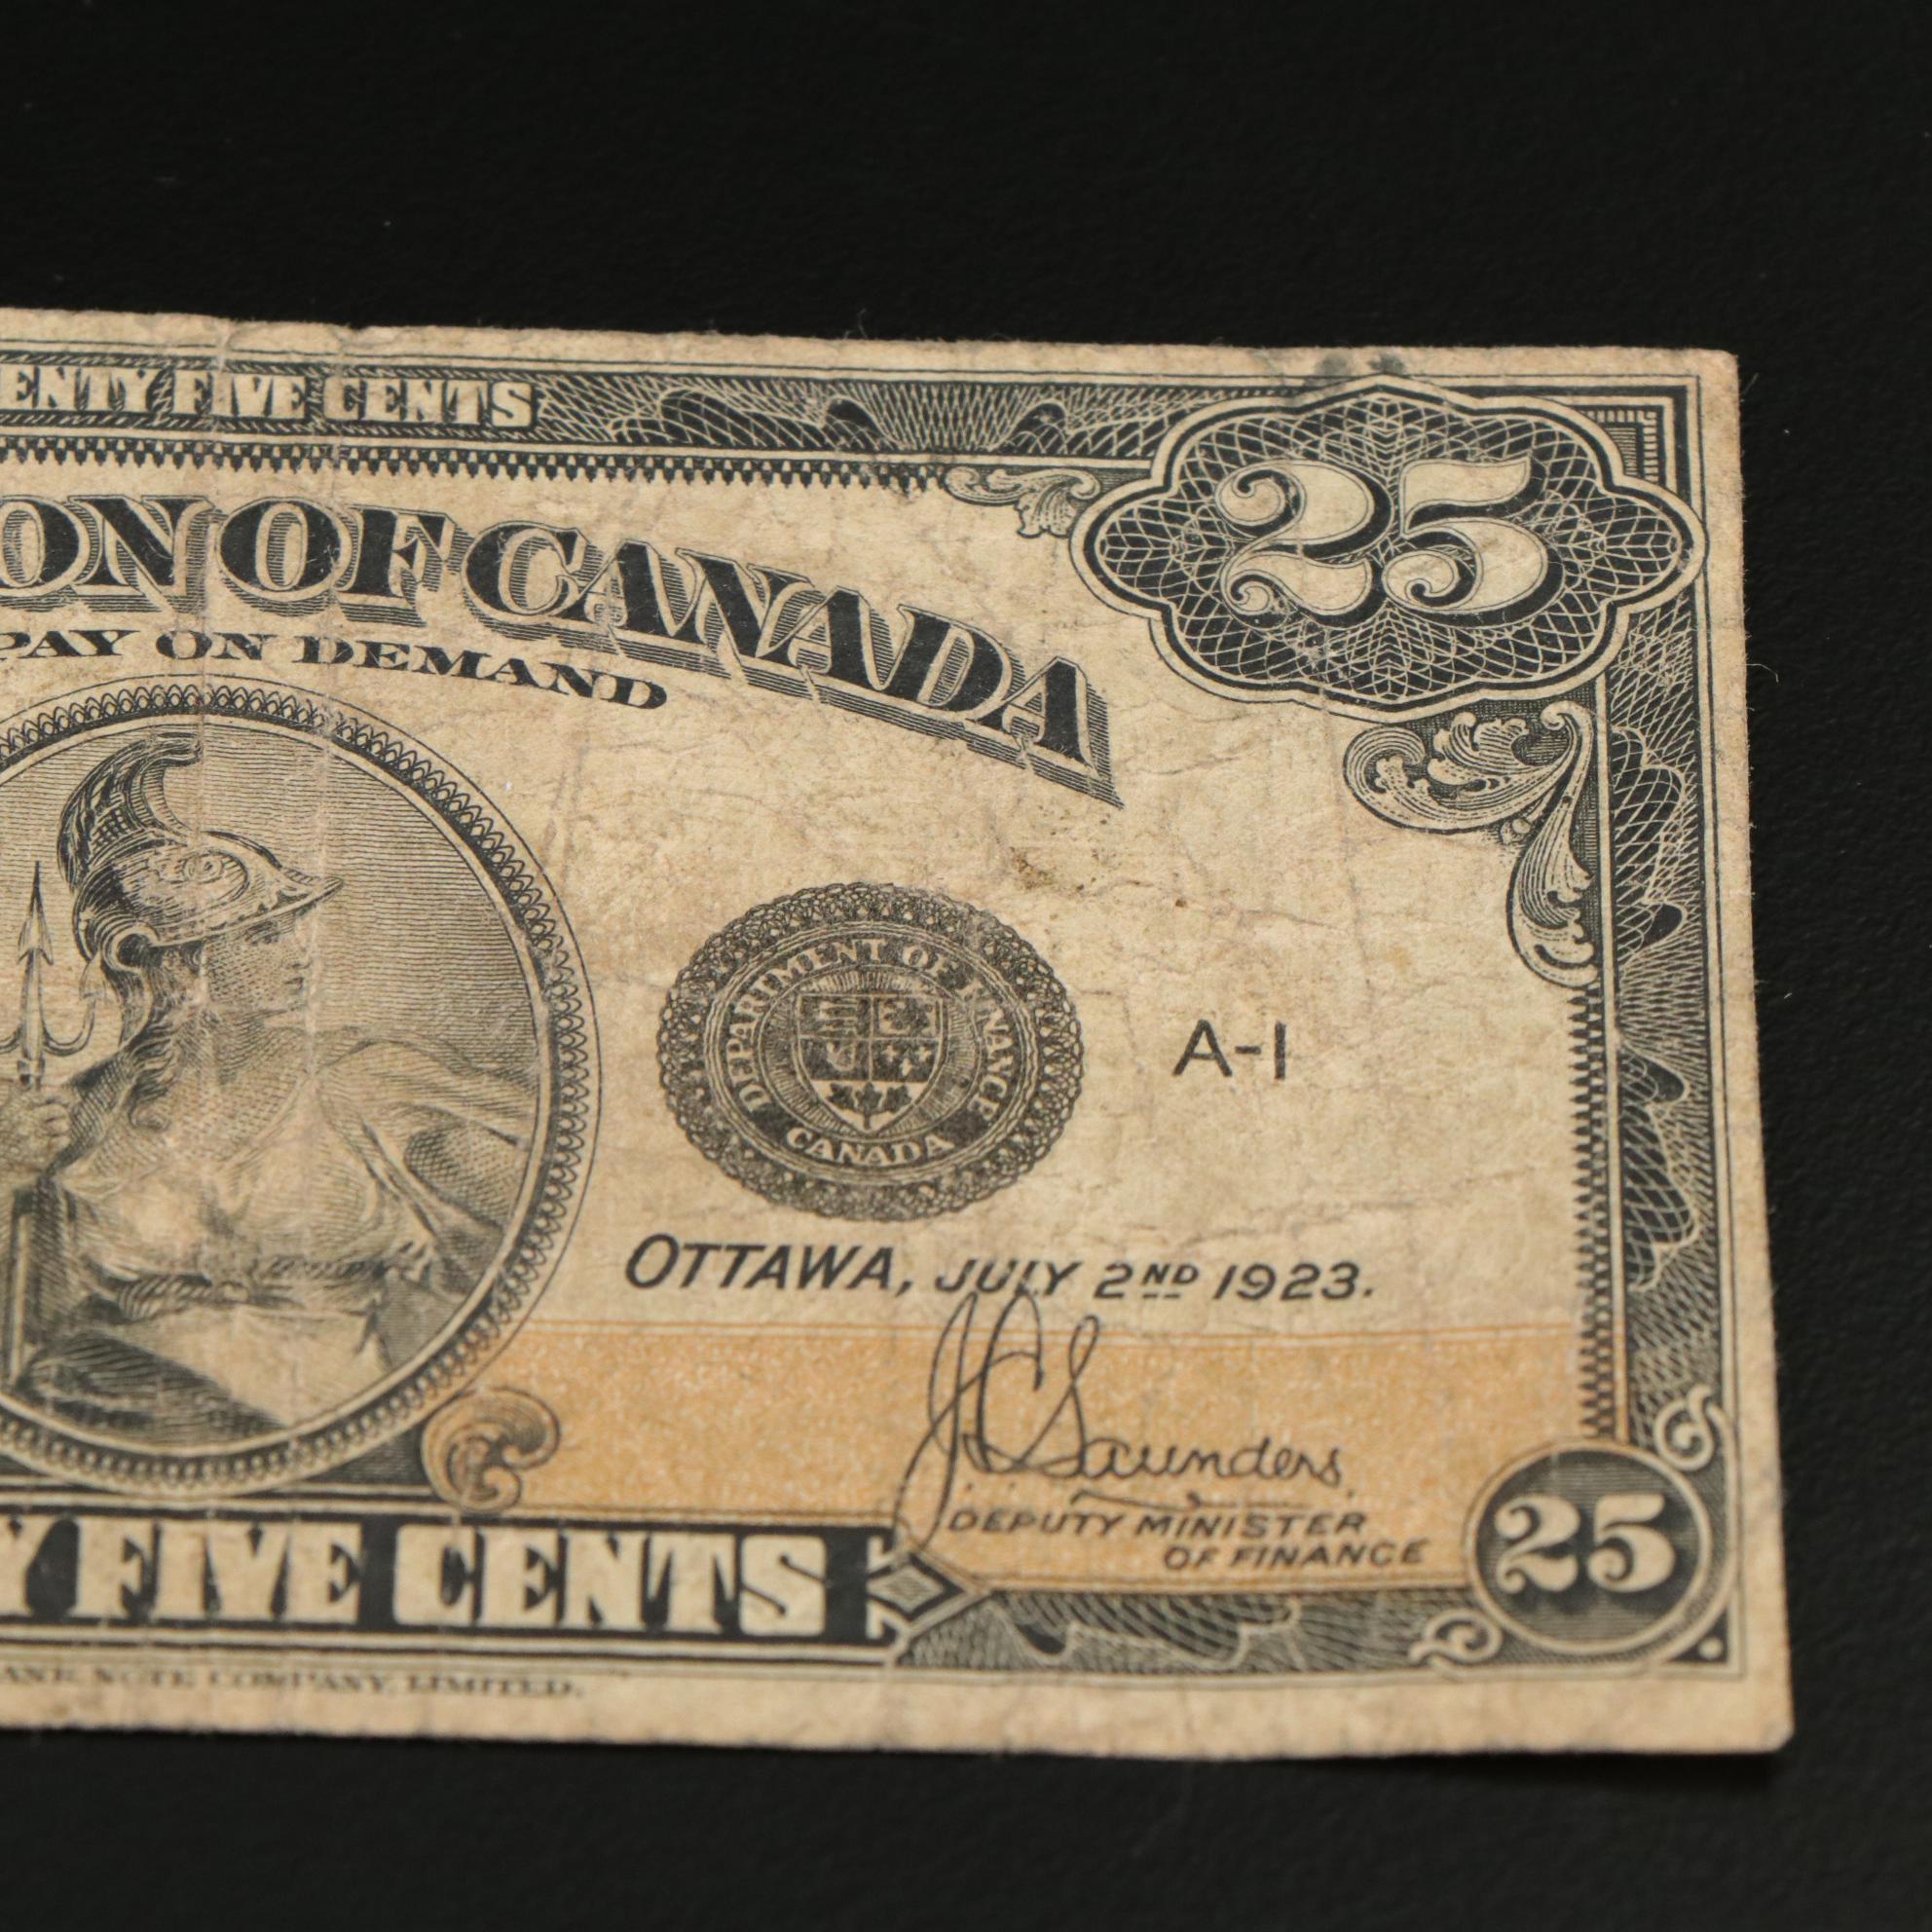 ENTY FIVE CENTS
25
ON OF CANADA
PAY ON DEMAND
DEPARTMENT OF FINANCE
CANADA
A-1
OTTAWA, JULY 2ND 1923.
J C Saunders
DEPUTY MINISTER
OF FINANCE
25
Y FIVE CENTS
ANK NOTE COMPANY, LIMITED.